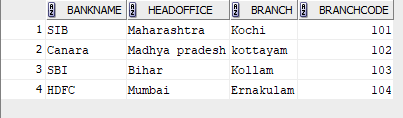 BANKNAME HEADOFFICE BRANCH BRANCHCODE
1 SIB Maharashtra Kochi 101
2 Canara Madhya pradesh kottayam 102
3 SBI Bihar Kollam 103
4 HDFC Mumbai Ernakulam 104